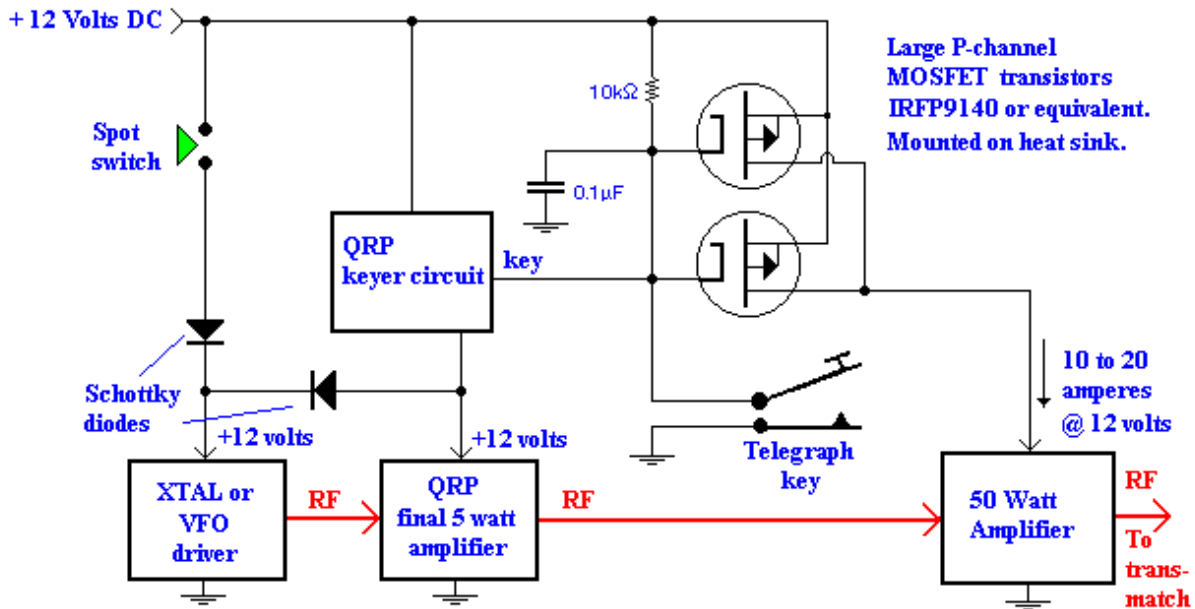 + 12 Volts DC
Large P-channel
MOSFET transistors
IRFP9140 or equivalent.
Mounted on heat sink.
10kΩ
Spot
switch
0.1µF
QRP
keyer circuit
key
Schottky
diodes
10 to 20
amperes
@ 12 volts
+12 volts
+12 volts
Telegraph
key
XTAL or
VFO
driver
RF
QRP
final 5 watt
amplifier
RF
50 Watt
Amplifier
RF
To
trans-
match